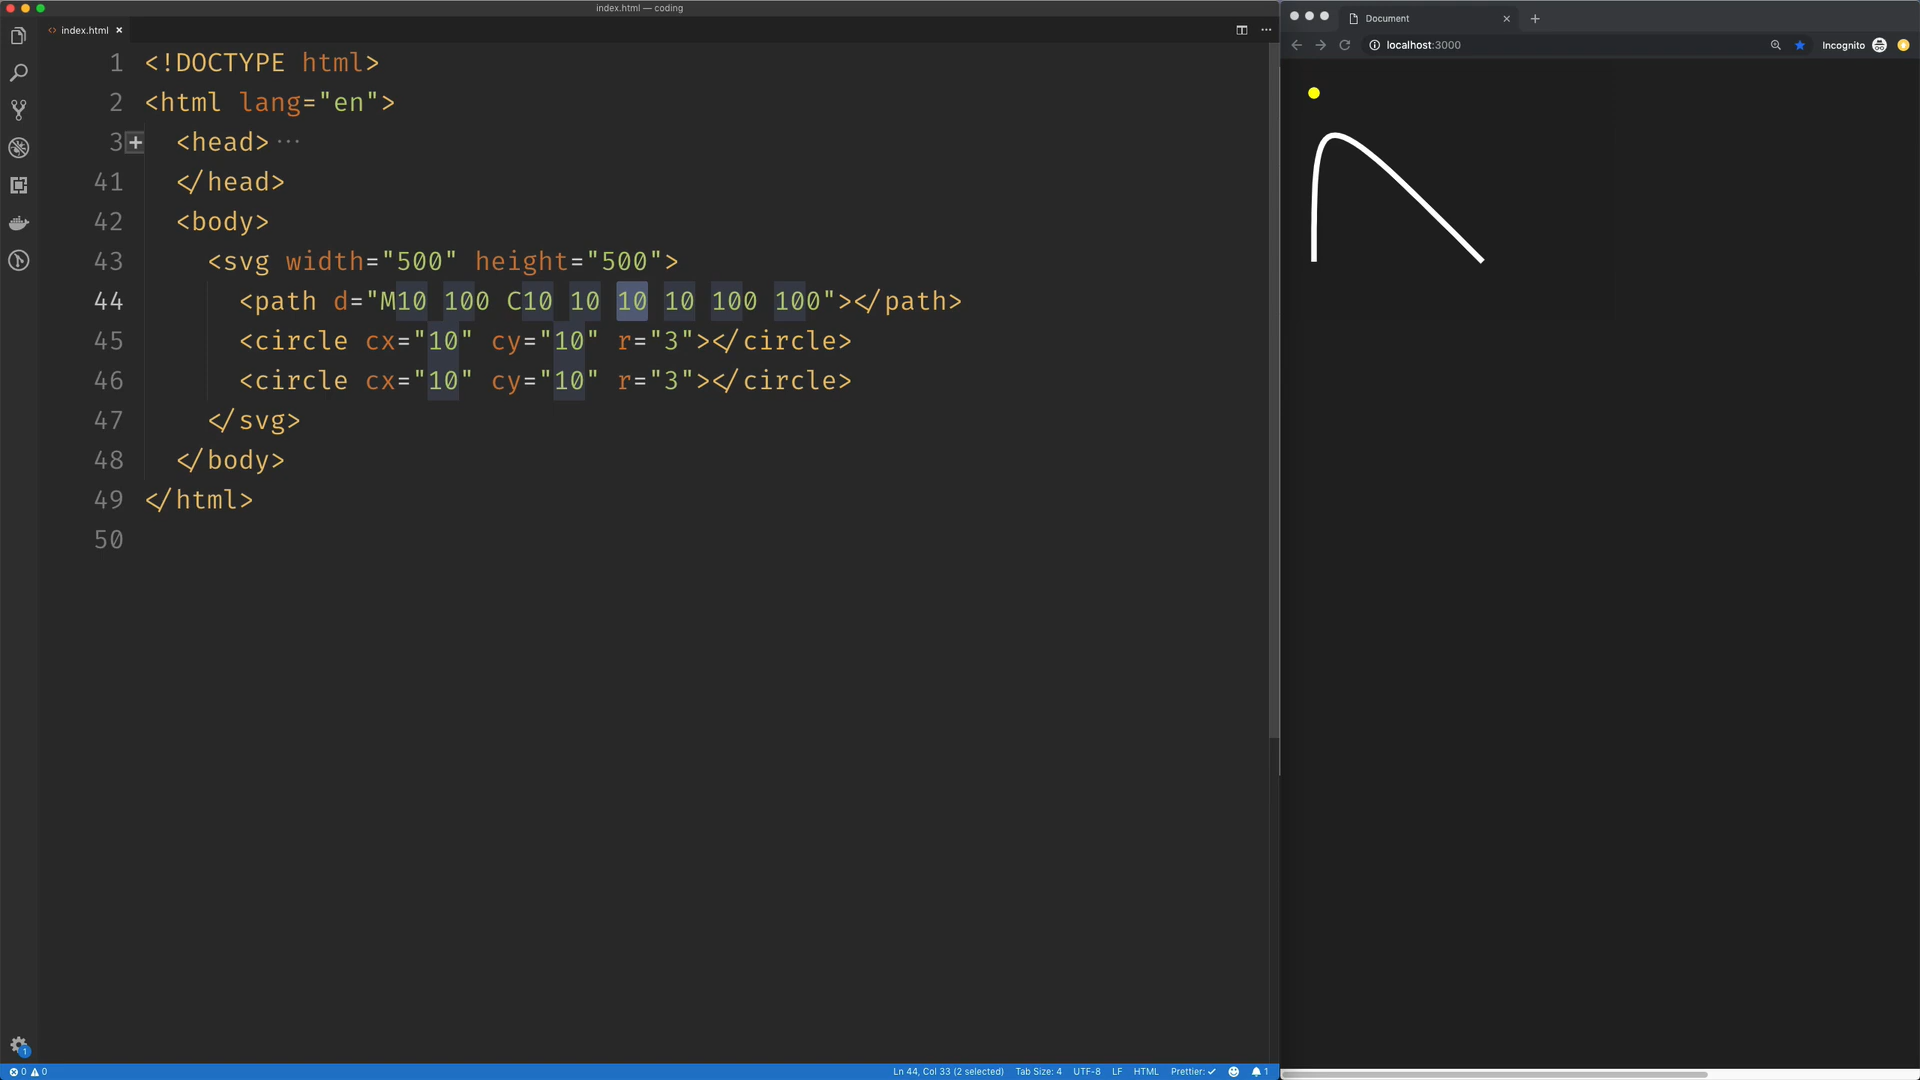 index.html — coding
index.html
Document
localhost:3000
Incognito
1 <!DOCTYPE html>
2 <html lang="en">
3 <head>···
41 </head>
42 <body>
43 <svg width="500" height="500">
44 <path d="M10 100 C10 10 10 10 100 100"></path>
45 <circle cx="10" cy="10" r="3"></circle>
46 <circle cx="10" cy="10" r="3"></circle>
47 </svg>
48 </body>
49 </html>
50
1
0 0
Ln 44, Col 33 (2 selected) Tab Size: 4 UTF-8 LF HTML Prettier: ✓ 1